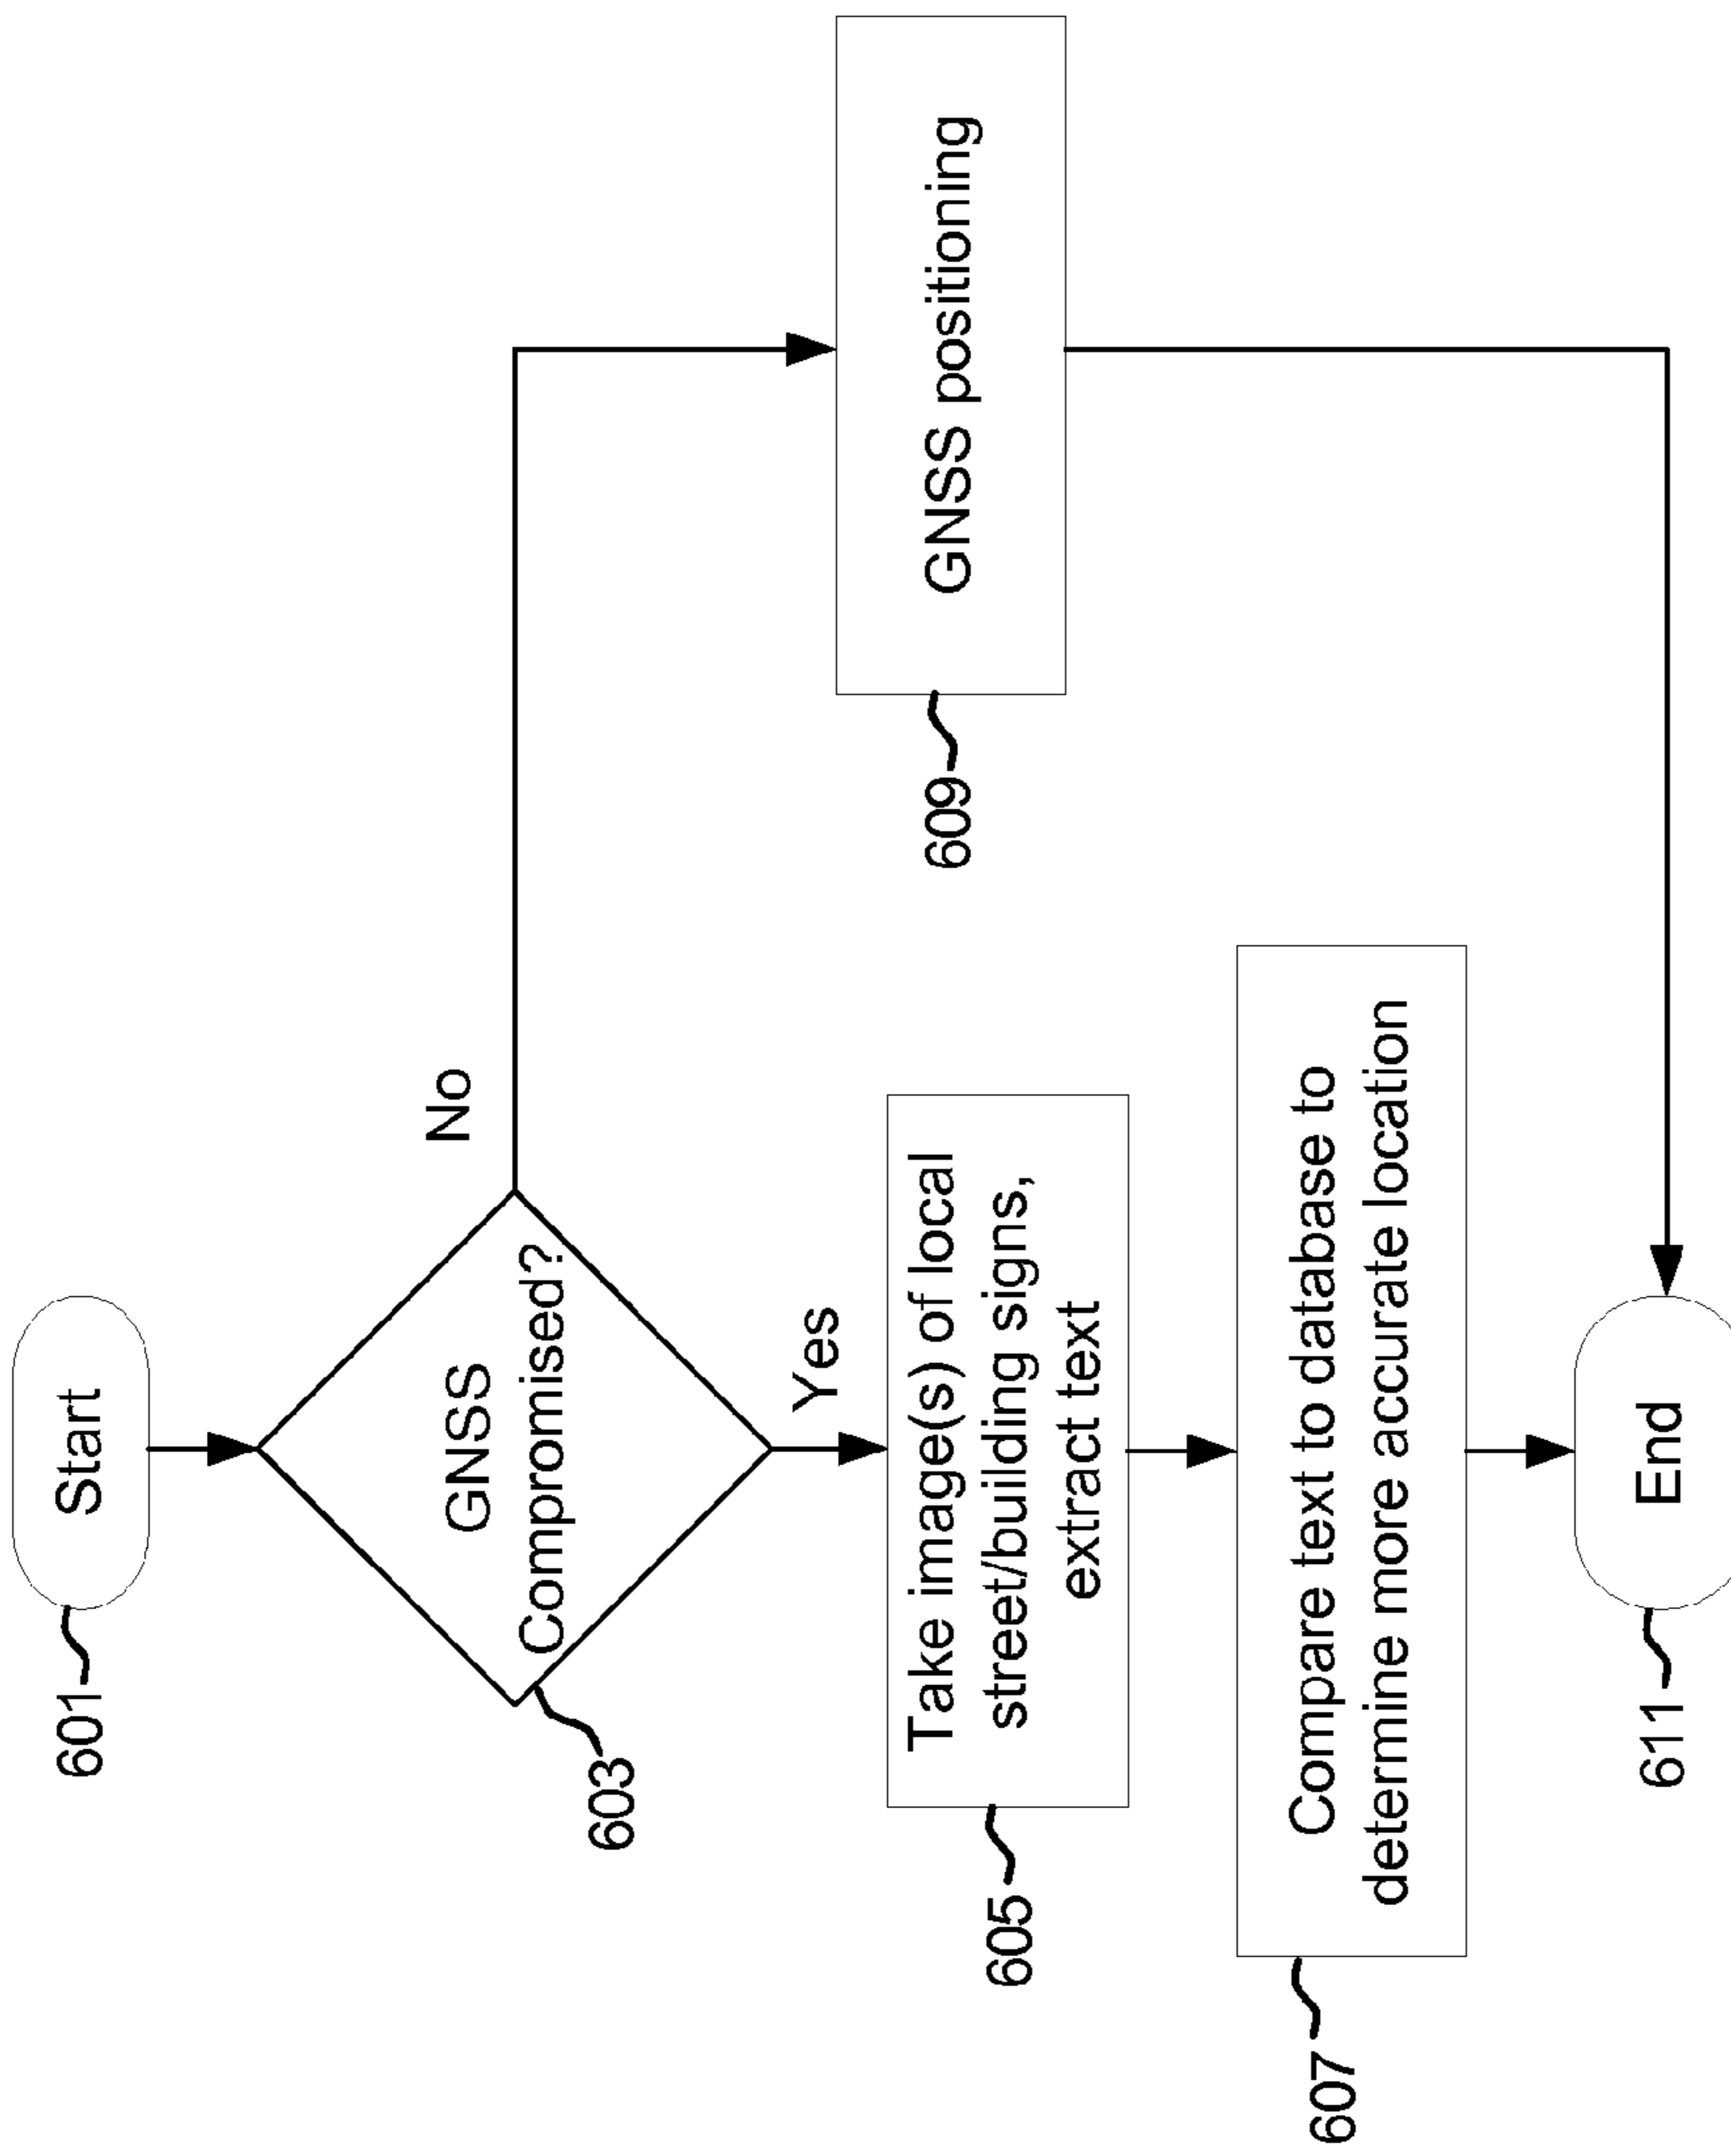 601
Start
603
GNSS
Compromised?
No
Yes
605
Take image(s) of local
street/building signs,
extract text
609
GNSS positioning
607
Compare text to database to
determine more accurate location
611
End